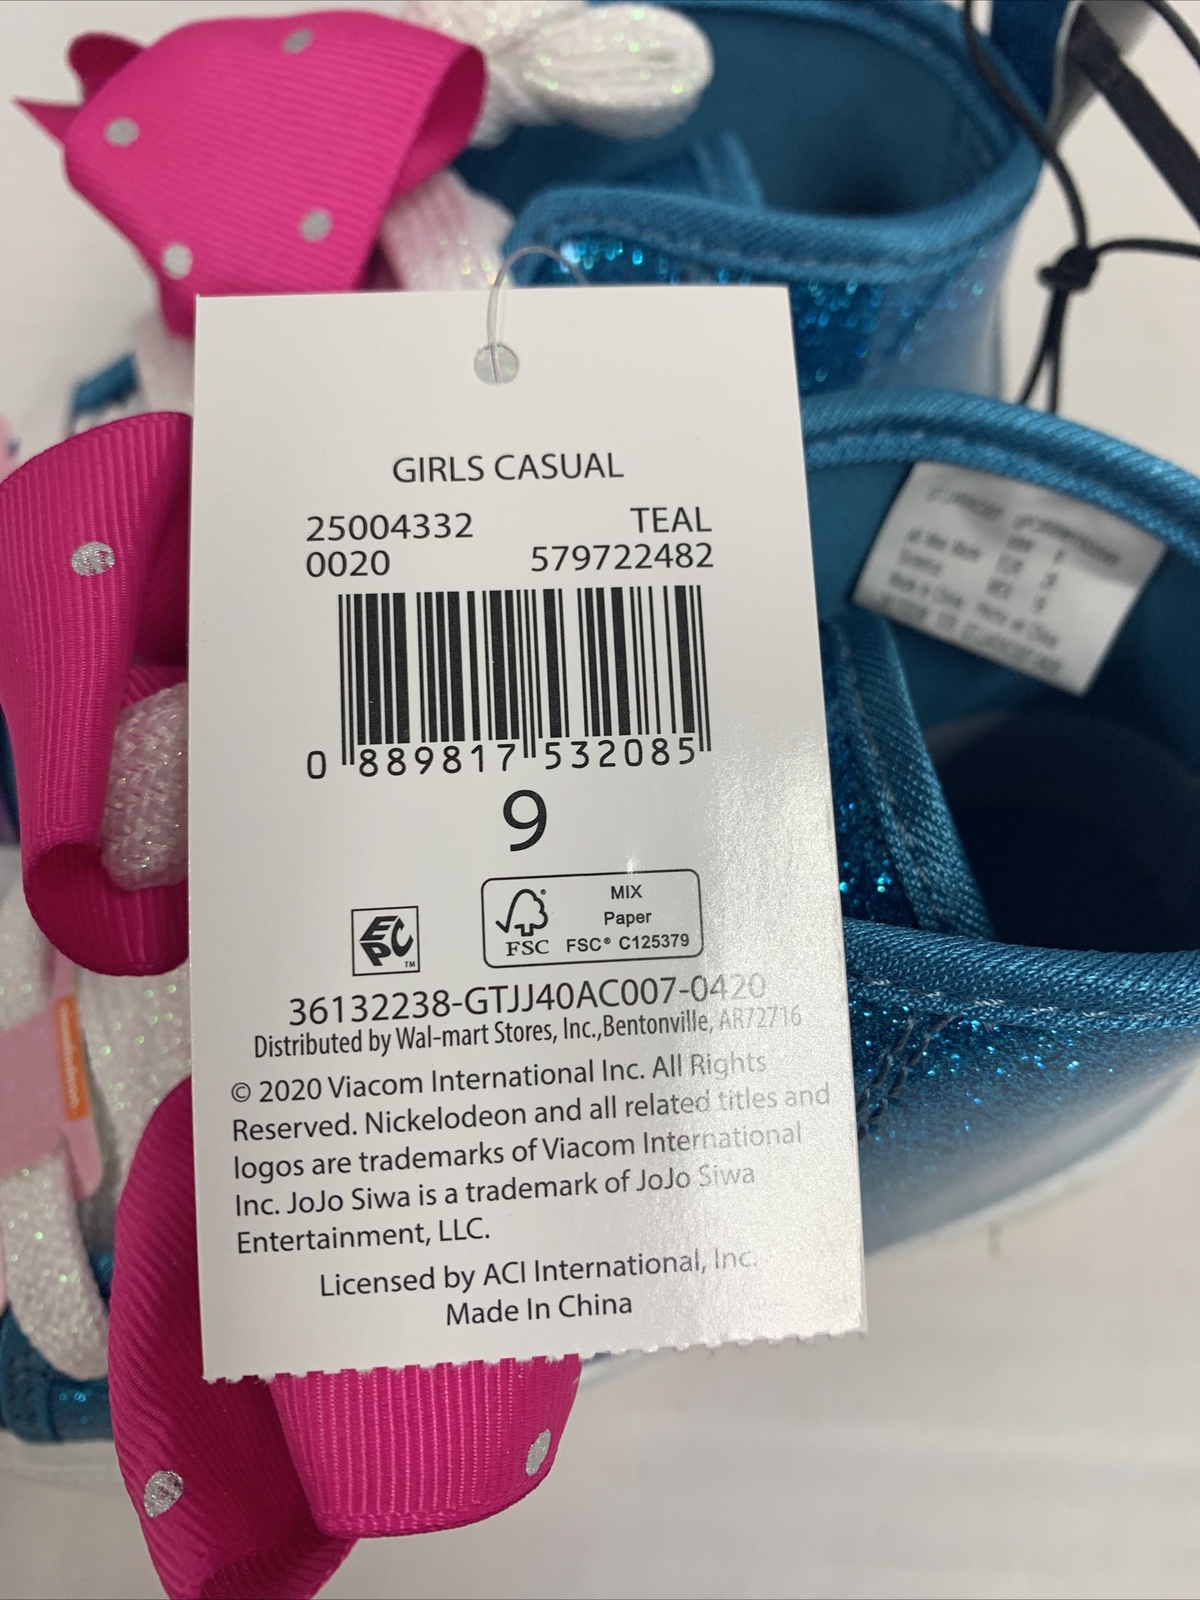 GIRLS CASUAL
25004332 TEAL
0020 579722482
0 889817 532085
9
EPC TM
MIX
Paper
FSC FSC® C125379
36132238-GTJJ40AC007-0420
Distributed by Wal-mart Stores, Inc.,Bentonville, AR72716
© 2020 Viacom International Inc. All Rights
Reserved. Nickelodeon and all related titles and
logos are trademarks of Viacom International
Inc. JoJo Siwa is a trademark of JoJo Siwa
Entertainment, LLC.
Licensed by ACI International, Inc.
Made In China